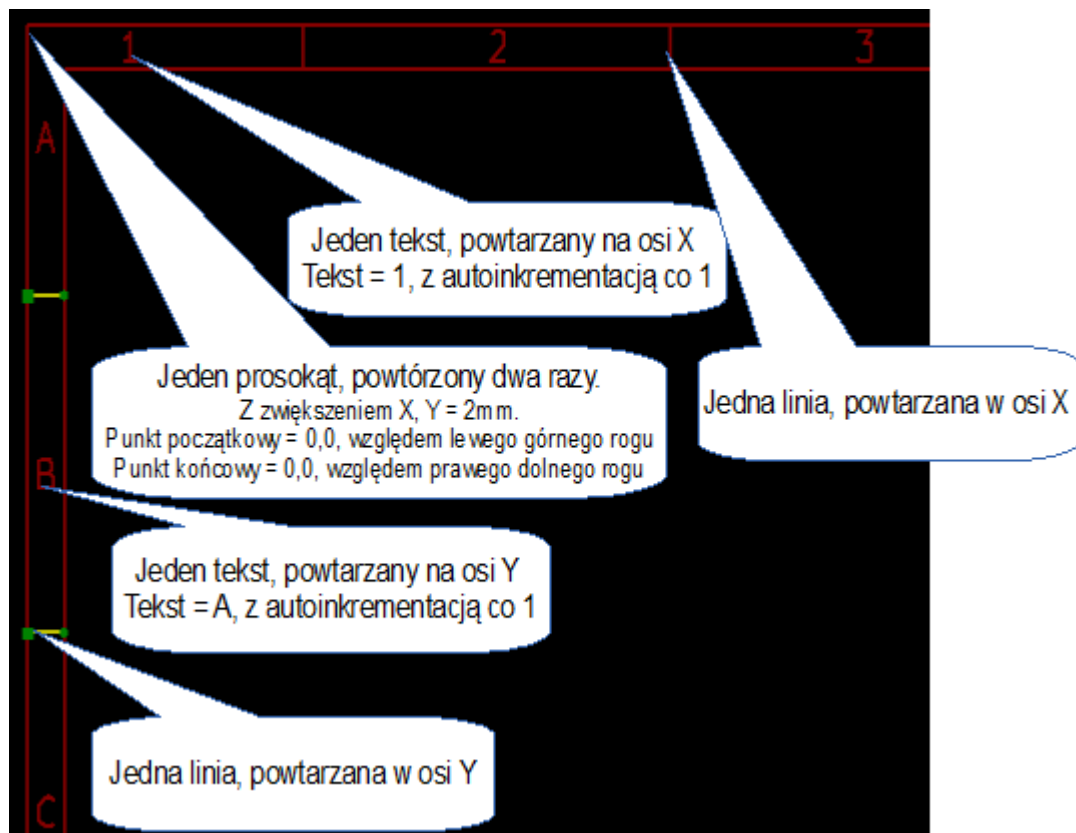 1
2
3
A
Jeden tekst, powtarzany na osi X
Tekst = 1, z autoinkrementacją co 1
Jeden prosokąt, powtórzony dwa razy.
Z zwiększeniem X, Y = 2mm.
Punkt początkowy = 0,0, względem lewego górnego rogu
Punkt końcowy = 0,0, względem prawego dolnego rogu
Jedna linia, powtarzana w osi X
B
Jeden tekst, powtarzany na osi Y
Tekst = A, z autoinkrementacją co 1
Jedna linia, powtarzana w osi Y
C